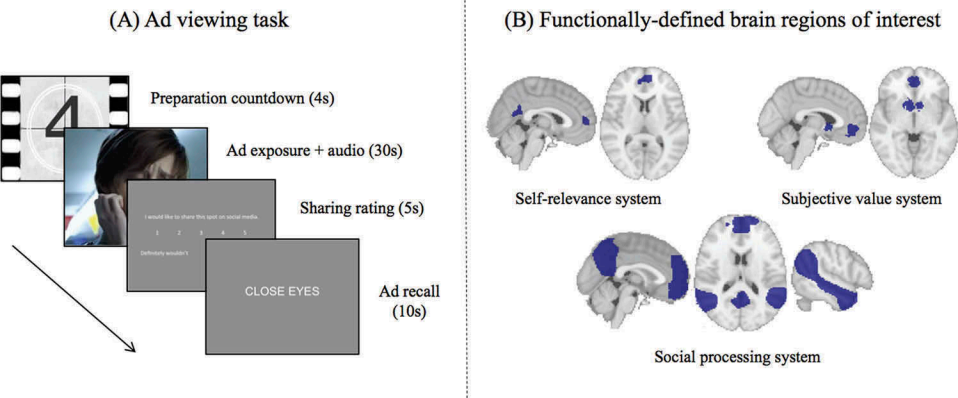 (A) Ad viewing task
4
Preparation countdown (4s)
Ad exposure + audio (30s)
Sharing rating (5s)
I would like to share this spot on social media.
1 2 3 4 5
Definitely wouldn't
CLOSE EYES
Ad recall
(10s)
(B) Functionally-defined brain regions of interest
Self-relevance system
Subjective value system
Social processing system